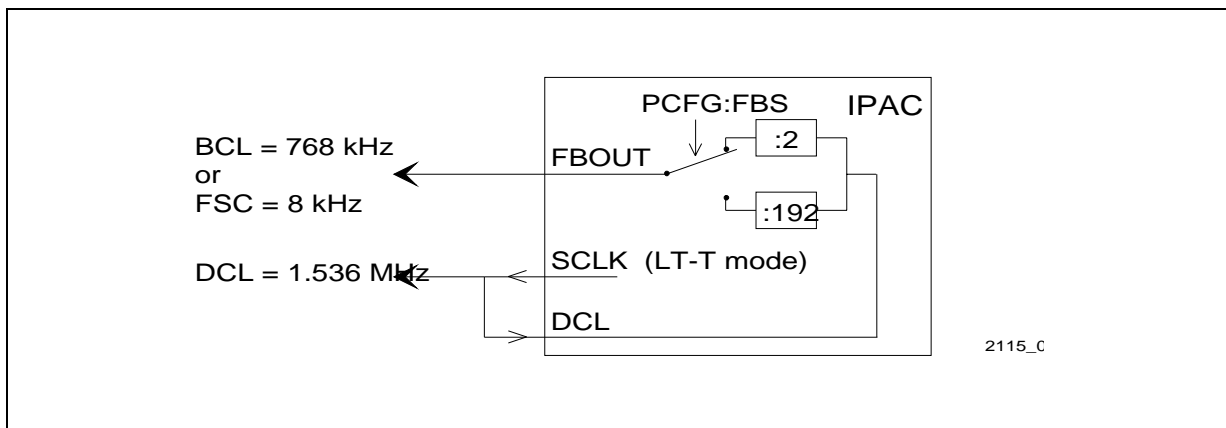 PCFG:FBS
IPAC
:2
BCL = 768 kHz
or
FSC = 8 kHz
FBOUT
:192
DCL = 1.536 MHz
SCLK (LT-T mode)
DCL